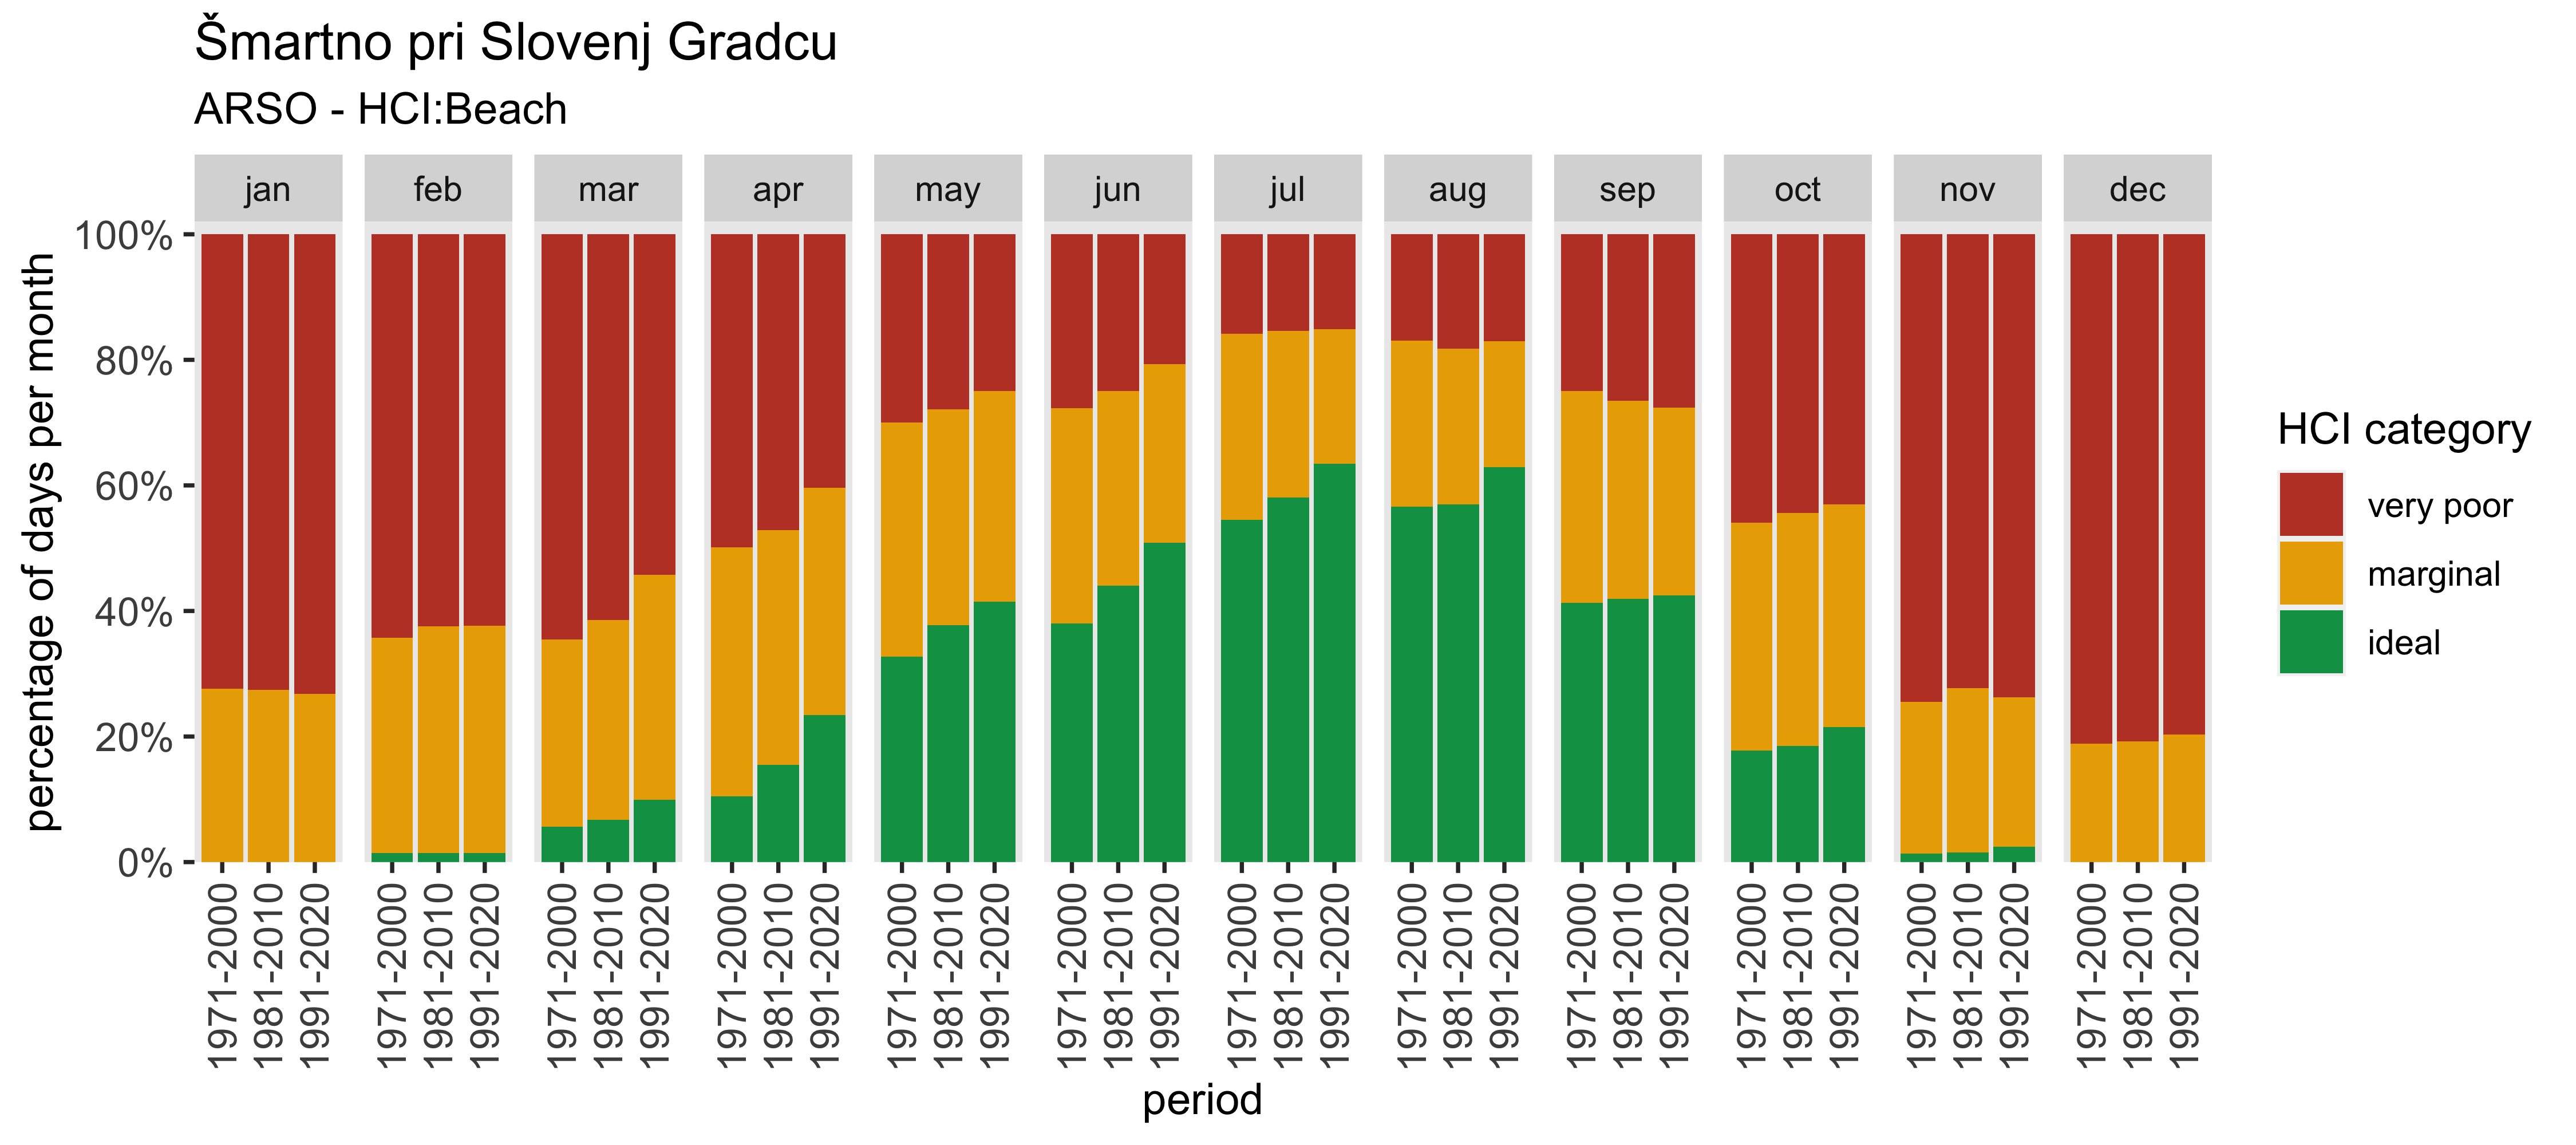 Šmartno pri Slovenj Gradcu
ARSO - HCI:Beach
jan feb mar apr may jun jul aug sep oct nov dec
percentage of days per month
100%
80%
60%
40%
20%
0%
1971-2000 1981-2010 1991-2020 1971-2000 1981-2010 1991-2020 1971-2000 1981-2010 1991-2020 1971-2000 1981-2010 1991-2020 1971-2000 1981-2010 1991-2020 1971-2000 1981-2010 1991-2020 1971-2000 1981-2010 1991-2020 1971-2000 1981-2010 1991-2020 1971-2000 1981-2010 1991-2020 1971-2000 1981-2010 1991-2020 1971-2000 1981-2010 1991-2020 1971-2000 1981-2010 1991-2020
period
HCI category
very poor
marginal
ideal